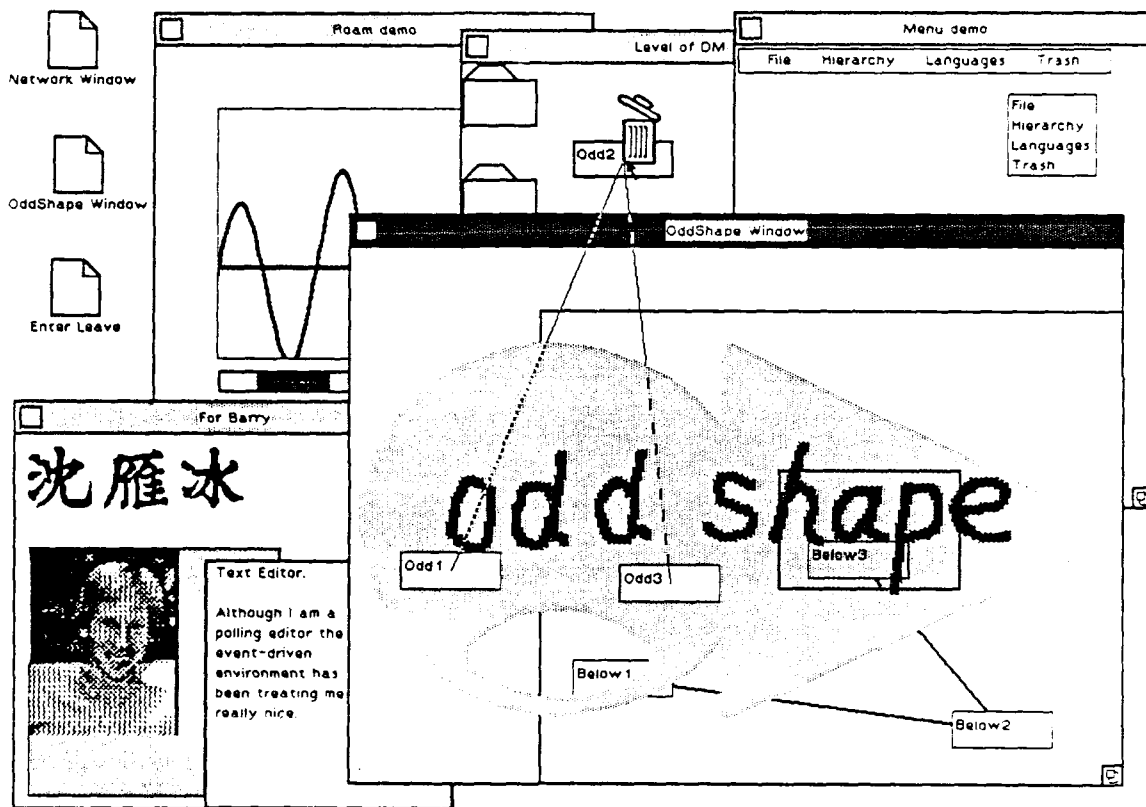 Network Window
OddShape Window
Enter Leave
Roam demo
Level of DM
Menu demo
File Hierarchy Languages Trash
File
Hierarchy
Languages
Trash
Odd2
OddShape Window
odd shape
Odd1
Odd3
Below3
Below1
Below2
For Barry
沈雁冰
Text Editor.
Although I am a
polling editor the
event-driven
environment has
been treating me
really nice.